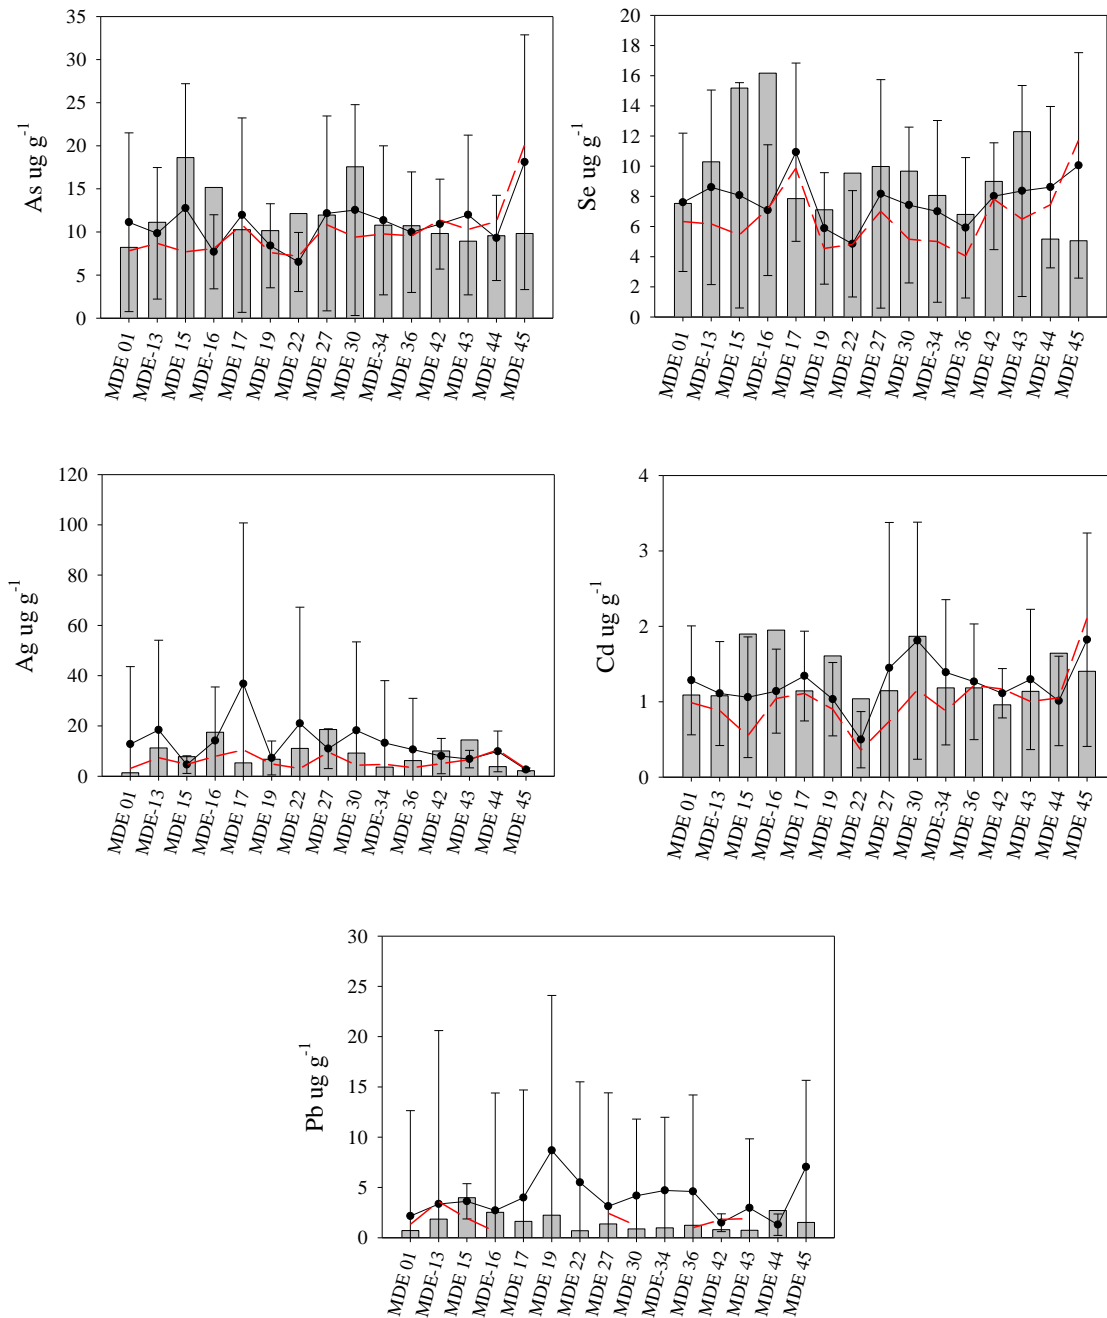 35
30
25
20
15
10
5
0
As ug g⁻¹
MDE 01
MDE-13
MDE 15
MDE-16
MDE 17
MDE 19
MDE 22
MDE 27
MDE 30
MDE-34
MDE 36
MDE 42
MDE 43
MDE 44
MDE 45
20
18
16
14
12
10
8
6
4
2
0
Se ug g⁻¹
MDE 01
MDE-13
MDE 15
MDE-16
MDE 17
MDE 19
MDE 22
MDE 27
MDE 30
MDE-34
MDE 36
MDE 42
MDE 43
MDE 44
MDE 45
120
100
80
60
40
20
0
Ag ug g⁻¹
MDE 01
MDE-13
MDE 15
MDE-16
MDE 17
MDE 19
MDE 22
MDE 27
MDE 30
MDE-34
MDE 36
MDE 42
MDE 43
MDE 44
MDE 45
4
3
2
1
0
Cd ug g⁻¹
MDE 01
MDE-13
MDE 15
MDE-16
MDE 17
MDE 19
MDE 22
MDE 27
MDE 30
MDE-34
MDE 36
MDE 42
MDE 43
MDE 44
MDE 45
30
25
20
15
10
5
0
Pb ug g⁻¹
MDE 01
MDE-13
MDE 15
MDE-16
MDE 17
MDE 19
MDE 22
MDE 27
MDE 30
MDE-34
MDE 36
MDE 42
MDE 43
MDE 44
MDE 45